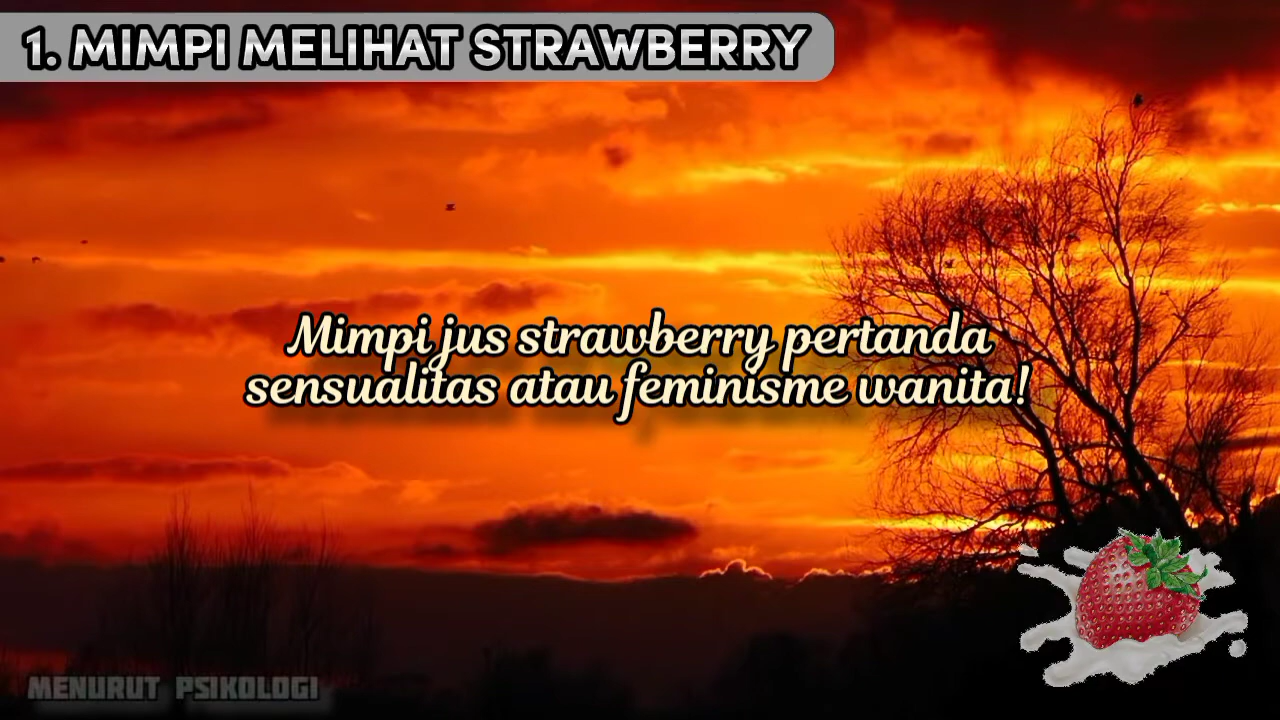 1. MIMPI MELIHAT STRAWBERRY
Mimpi jus strawberry pertanda
sensualitas atau feminisme wanita!
MENURUT PSIKOLOGI